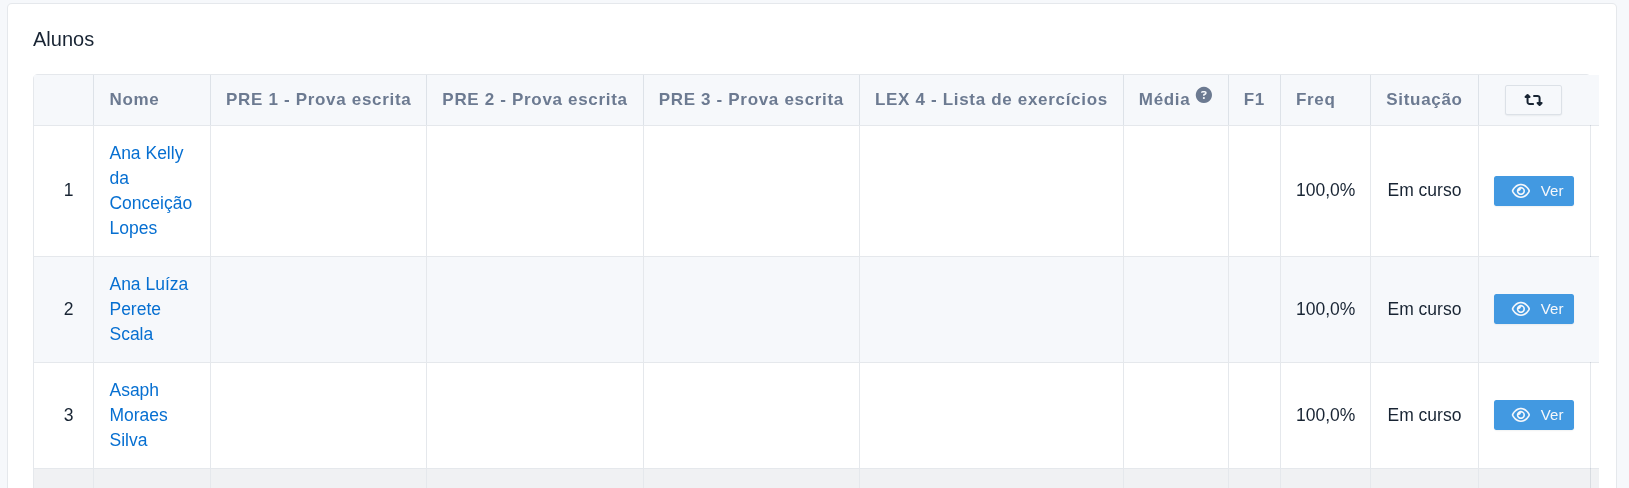 Alunos
Nome PRE 1 - Prova escrita PRE 2 - Prova escrita PRE 3 - Prova escrita LEX 4 - Lista de exercícios Média ? F1 Freq Situação
1 Ana Kelly da Conceição Lopes 100,0% Em curso Ver
2 Ana Luíza Perete Scala 100,0% Em curso Ver
3 Asaph Moraes Silva 100,0% Em curso Ver